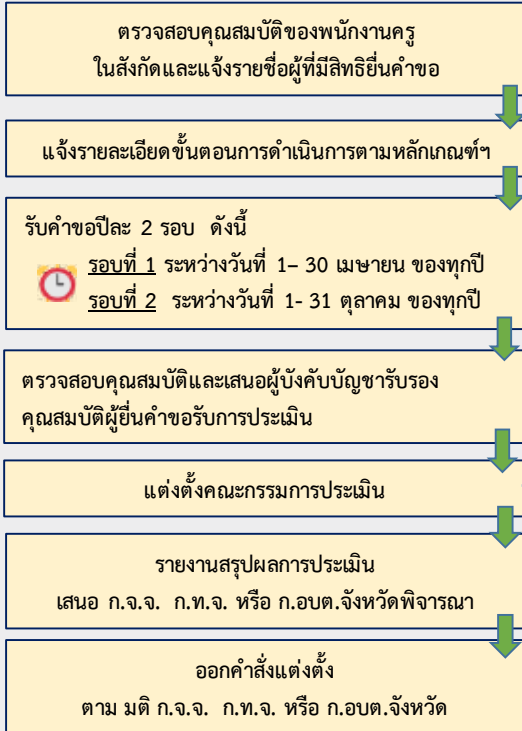 ตรวจสอบคุณสมบัติของพนักงานครู
ในสังกัดและแจ้งรายชื่อผู้ที่มีสิทธิยื่นคำขอ
แจ้งรายละเอียดขั้นตอนการดำเนินการตามหลักเกณฑ์ฯ
รับคำขอปีละ 2 รอบ ดังนี้
รอบที่ 1 ระหว่างวันที่ 1– 30 เมษายน ของทุกปี
รอบที่ 2 ระหว่างวันที่ 1- 31 ตุลาคม ของทุกปี
ตรวจสอบคุณสมบัติและเสนอผู้บังคับบัญชารับรอง
คุณสมบัติผู้ยื่นคำขอรับการประเมิน
แต่งตั้งคณะกรรมการประเมิน
รายงานสรุปผลการประเมิน
เสนอ ก.จ.จ. ก.ท.จ. หรือ ก.อบต.จังหวัดพิจารณา
ออกคำสั่งแต่งตั้ง
ตาม มติ ก.จ.จ. ก.ท.จ. หรือ ก.อบต.จังหวัด